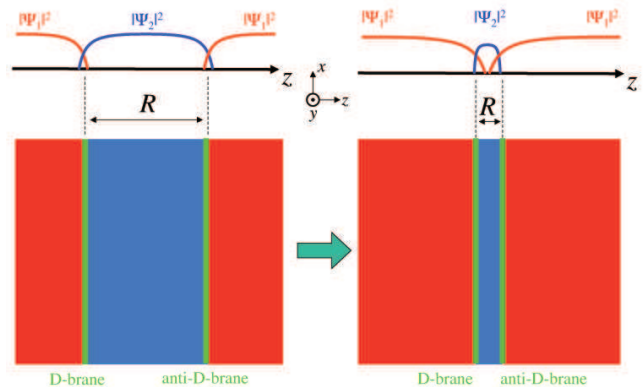 |Ψ₁|² |Ψ₂|² |Ψ₁|²
z
R
x
y
z
D-brane anti-D-brane
|Ψ₁|² |Ψ₂|² |Ψ₁|²
z
R
D-brane anti-D-brane